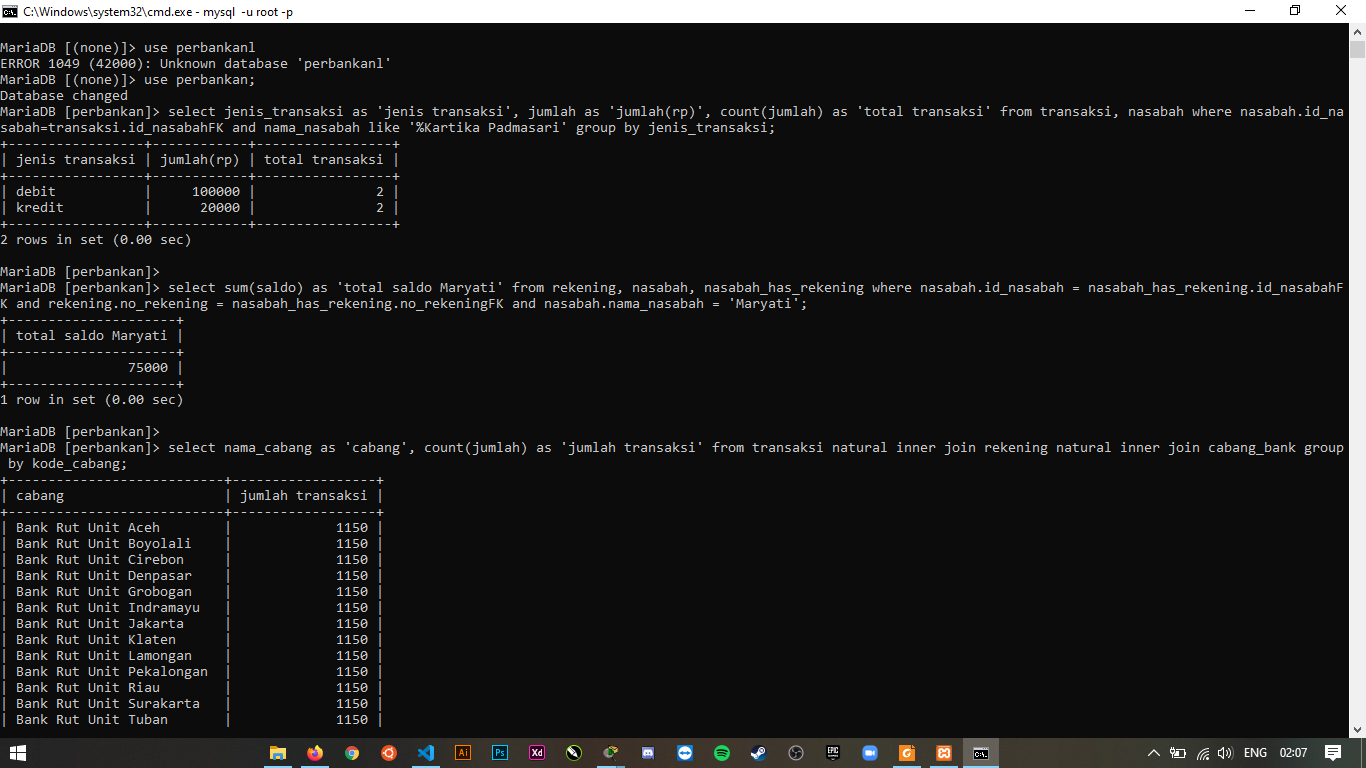 C:\Windows\system32\cmd.exe - mysql  -u root -p
MariaDB [(none)]> use perbankanl
ERROR 1049 (42000): Unknown database 'perbankanl'
MariaDB [(none)]> use perbankan;
Database changed
MariaDB [perbankan]> select jenis_transaksi as 'jenis transaksi', jumlah as 'jumlah(rp)', count(jumlah) as 'total transaksi' from transaksi, nasabah where nasabah.id_na
sabah=transaksi.id_nasabahFK and nama_nasabah like '%Kartika Padmasari' group by jenis_transaksi;
+-----------------+------------+-----------------+
| jenis transaksi | jumlah(rp) | total transaksi |
+-----------------+------------+-----------------+
| debit           |     100000 |               2 |
| kredit          |      20000 |               2 |
+-----------------+------------+-----------------+
2 rows in set (0.00 sec)
MariaDB [perbankan]>
MariaDB [perbankan]> select sum(saldo) as 'total saldo Maryati' from rekening, nasabah, nasabah_has_rekening where nasabah.id_nasabah = nasabah_has_rekening.id_nasabahF
K and rekening.no_rekening = nasabah_has_rekening.no_rekeningFK and nasabah.nama_nasabah = 'Maryati';
+---------------------+
| total saldo Maryati |
+---------------------+
|               75000 |
+---------------------+
1 row in set (0.00 sec)
MariaDB [perbankan]>
MariaDB [perbankan]> select nama_cabang as 'cabang', count(jumlah) as 'jumlah transaksi' from transaksi natural inner join rekening natural inner join cabang_bank group
 by kode_cabang;
+---------------------------+------------------+
| cabang                    | jumlah transaksi |
+---------------------------+------------------+
| Bank Rut Unit Aceh        |             1150 |
| Bank Rut Unit Boyolali    |             1150 |
| Bank Rut Unit Cirebon     |             1150 |
| Bank Rut Unit Denpasar    |             1150 |
| Bank Rut Unit Grobogan    |             1150 |
| Bank Rut Unit Indramayu   |             1150 |
| Bank Rut Unit Jakarta     |             1150 |
| Bank Rut Unit Klaten      |             1150 |
| Bank Rut Unit Lamongan    |             1150 |
| Bank Rut Unit Pekalongan  |             1150 |
| Bank Rut Unit Riau        |             1150 |
| Bank Rut Unit Surakarta   |             1150 |
| Bank Rut Unit Tuban       |             1150 |
Ai Ps Xd EPIC ENG 02:07